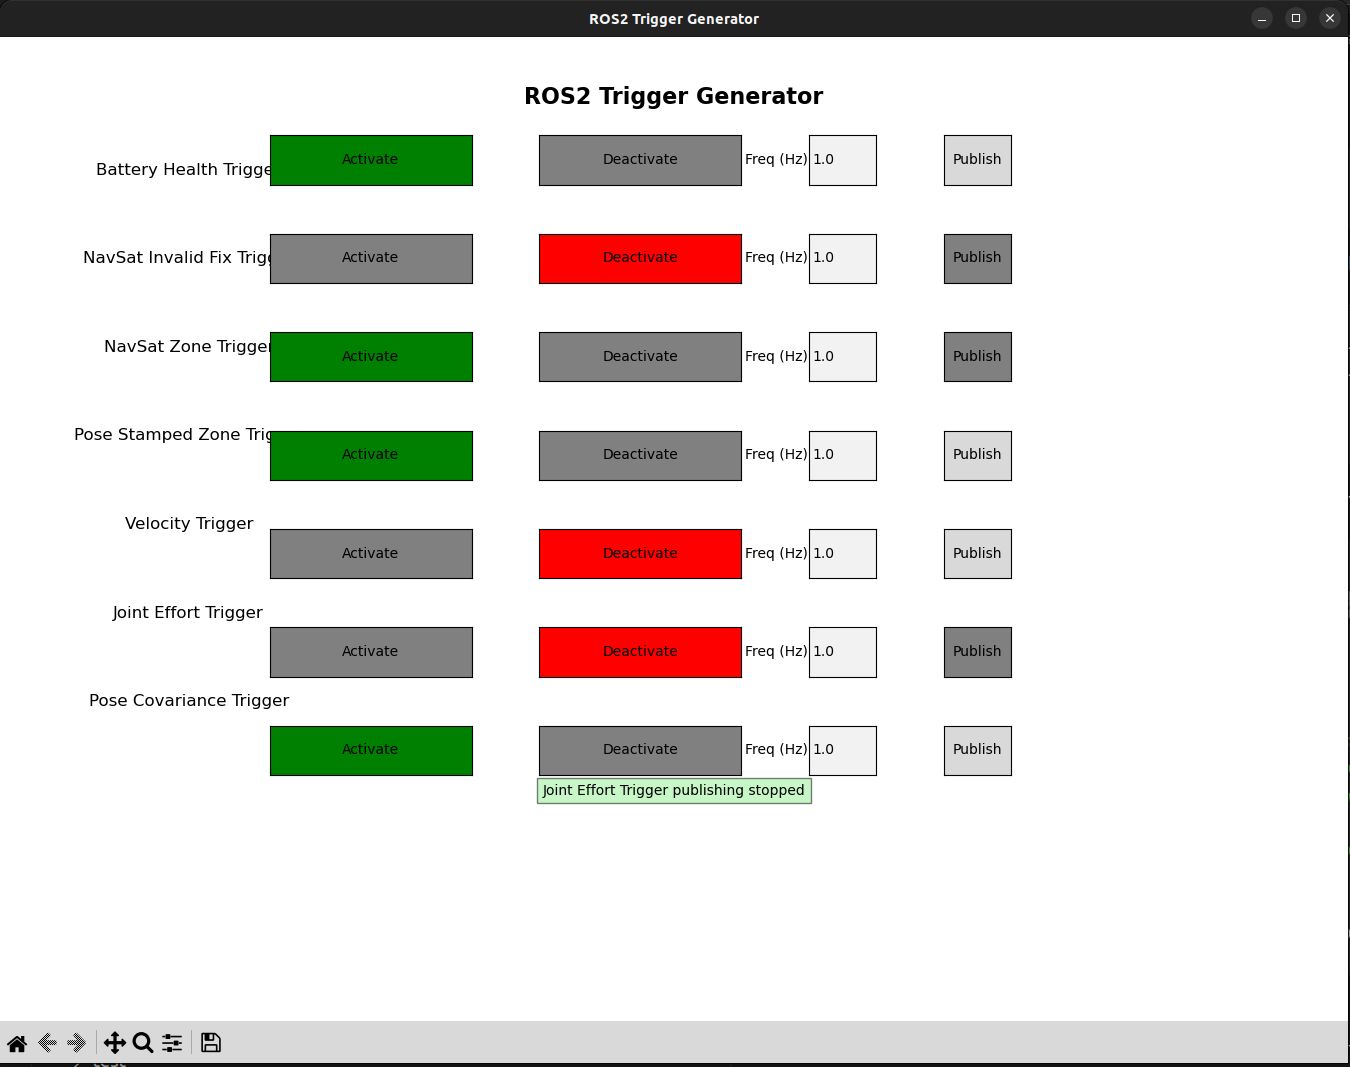 ROS2 Trigger Generator
ROS2 Trigger Generator
Battery Health Trigge Activate Deactivate Freq (Hz) 1.0 Publish
NavSat Invalid Fix Trigg Activate Deactivate Freq (Hz) 1.0 Publish
NavSat Zone Trigger Activate Deactivate Freq (Hz) 1.0 Publish
Pose Stamped Zone Trig Activate Deactivate Freq (Hz) 1.0 Publish
Velocity Trigger Activate Deactivate Freq (Hz) 1.0 Publish
Joint Effort Trigger Activate Deactivate Freq (Hz) 1.0 Publish
Pose Covariance Trigger Activate Deactivate Freq (Hz) 1.0 Publish
Joint Effort Trigger publishing stopped